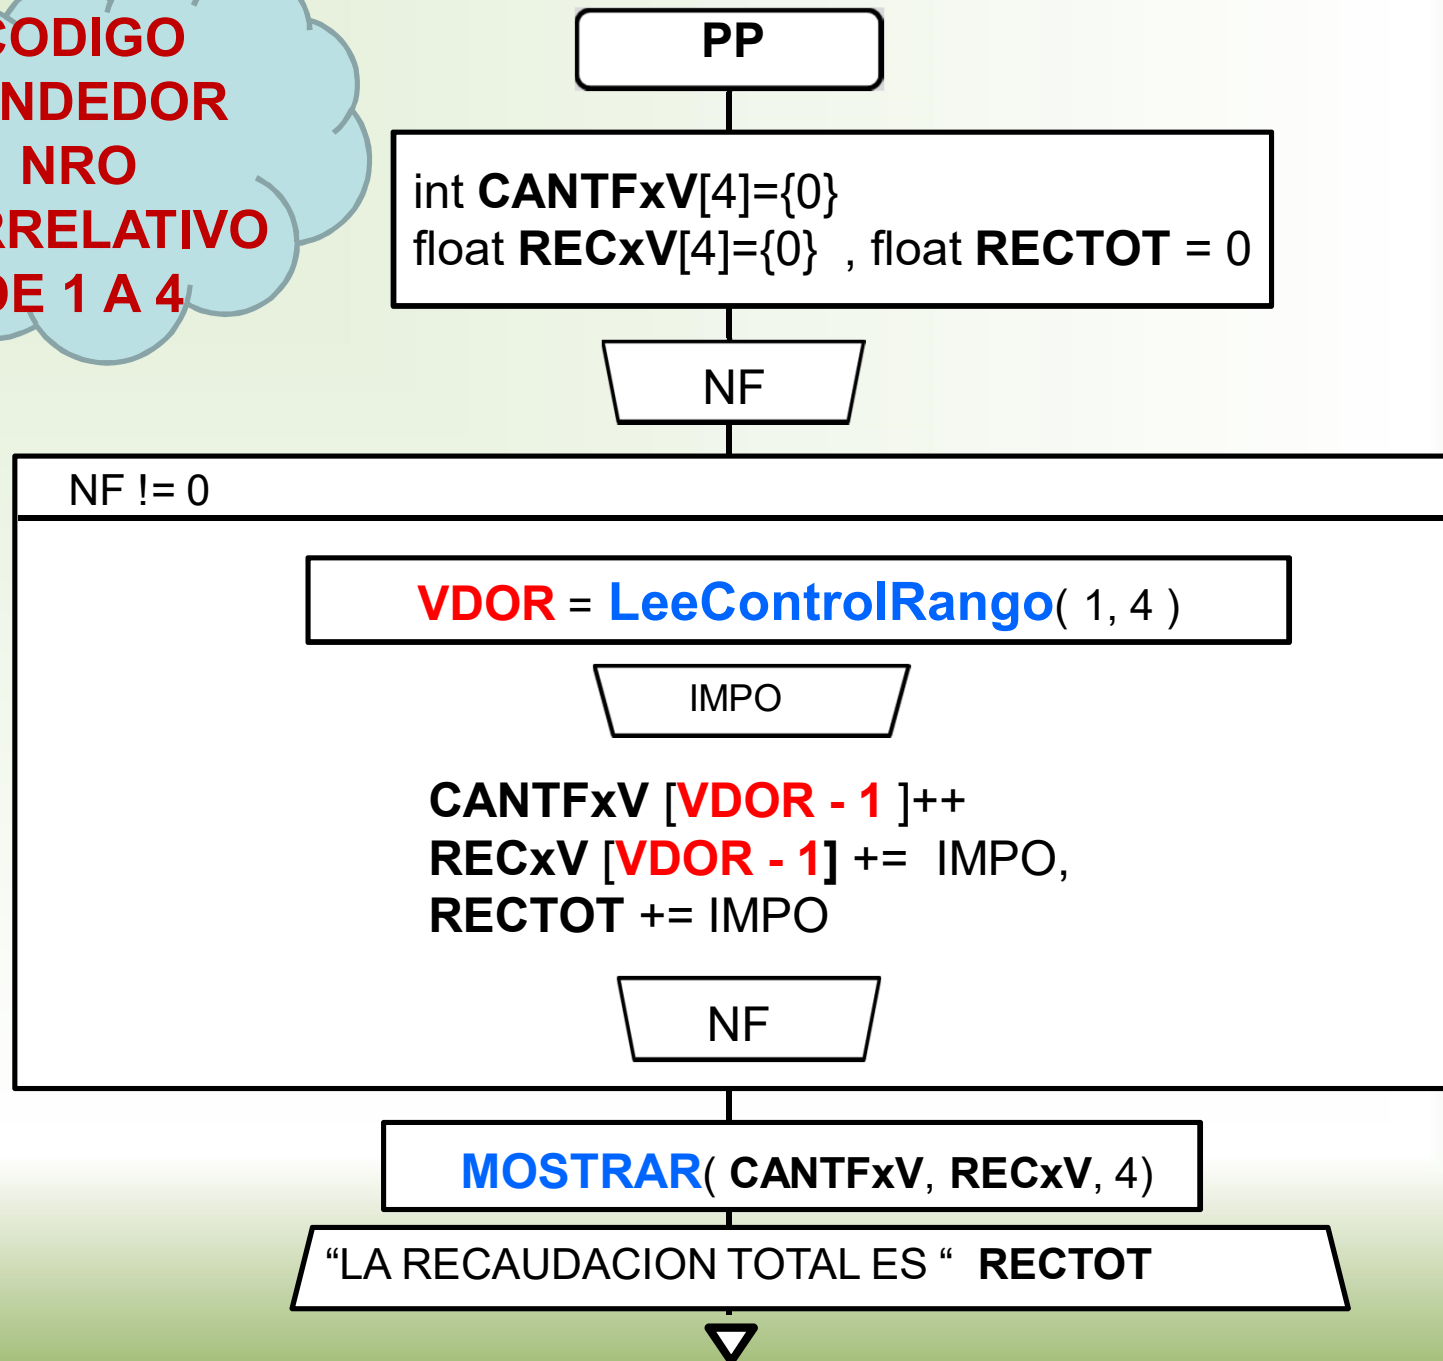 CODIGO
NDEDOR
NRO
RRELATIVO
DE 1 A 4
PP
int CANTFxV[4]={0}
float RECxV[4]={0} , float RECTOT = 0
NF
NF != 0
VDOR = LeeControlRango( 1, 4 )
IMPO
CANTFxV [VDOR - 1 ]++
RECxV [VDOR - 1] += IMPO,
RECTOT += IMPO
NF
MOSTRAR( CANTFxV, RECxV, 4)
“LA RECAUDACION TOTAL ES “ RECTOT